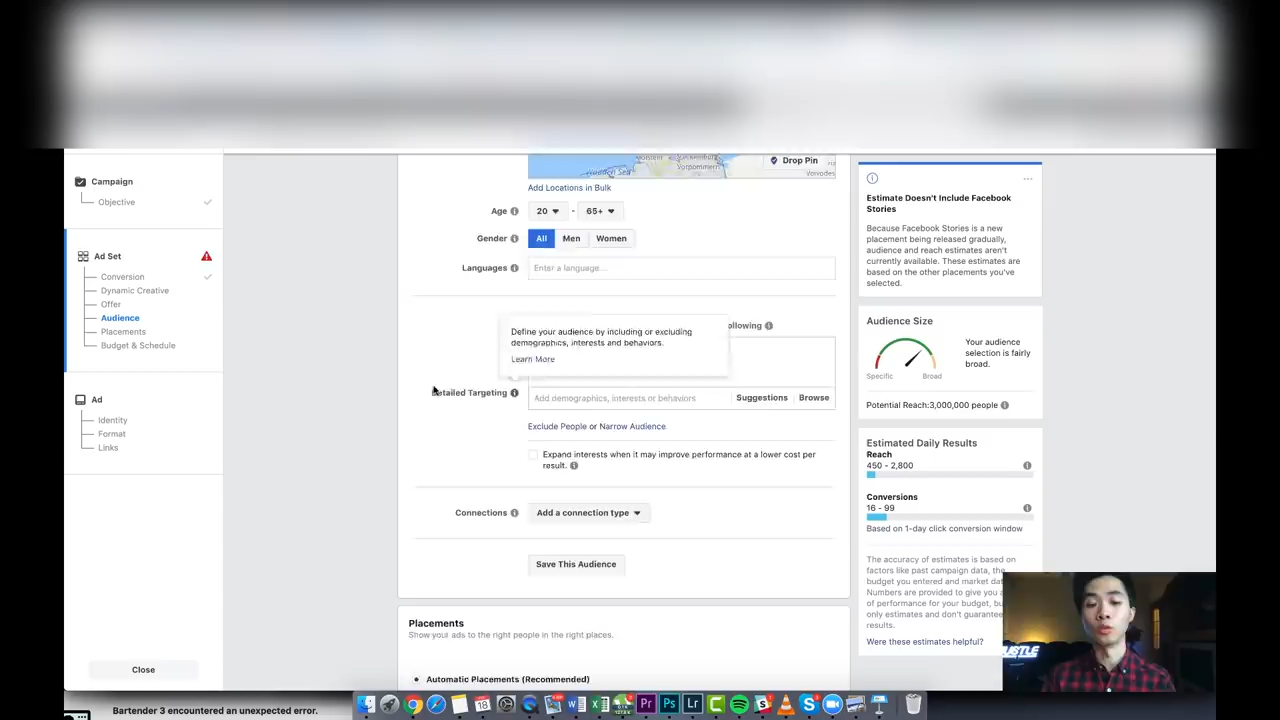 Campaign
Objective
Ad Set
Conversion
Dynamic Creative
Offer
Audience
Placements
Budget & Schedule
Ad
Identity
Format
Links
Close
Drop Pin
Add Locations in Bulk
Age
20
-
65+
Gender
All
Men
Women
Languages
Enter a language...
ollowing
Define your audience by including or excluding
demographics, interests and behaviors.
Learn More
Detailed Targeting
Add demographics, interests or behaviors
Suggestions
Browse
Exclude People or Narrow Audience
Expand interests when it may improve performance at a lower cost per
result.
Connections
Add a connection type
Save This Audience
Placements
Show your ads to the right people in the right places.
Automatic Placements (Recommended)
Estimate Doesn't Include Facebook
Stories
Because Facebook Stories is a new
placement being released gradually,
audience and reach estimates aren't
currently available. These estimates are
based on the other placements you've
selected.
Audience Size
Your audience
selection is fairly
broad.
Specific
Broad
Potential Reach:3,000,000 people
Estimated Daily Results
Reach
450 - 2,800
Conversions
16 - 99
Based on 1-day click conversion window
The accuracy of estimates is based on
factors like past campaign data, the
budget you entered and market dat
Numbers are provided to give you a
of performance for your budget, bu
only estimates and don't guarantee
results.
Were these estimates helpful?
USTLE
Bartender 3 encountered an unexpected error.
18
Pr
Ps
Lr